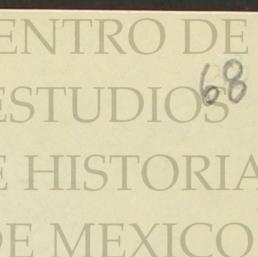 ENTRO DE
68
ESTUDIOS
E HISTORIA
DE MEXICO